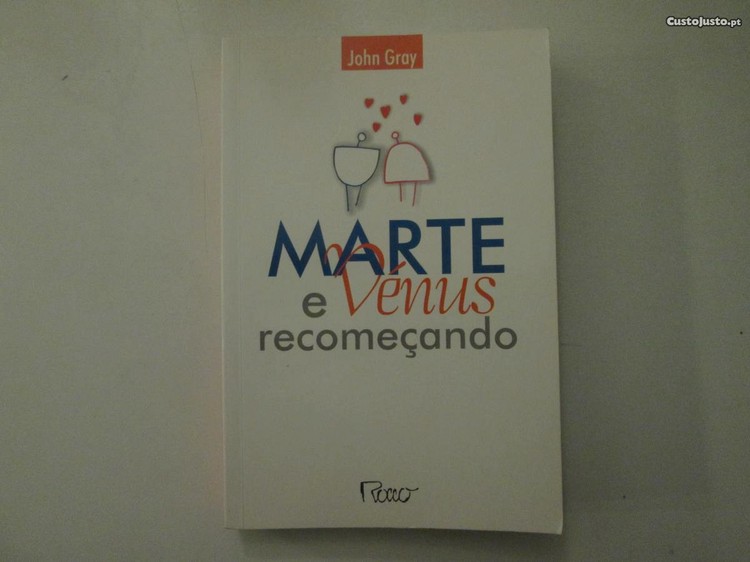 CustoJusto.pt
John Gray
MARTE
e Vénus
recomeçando
Rocco